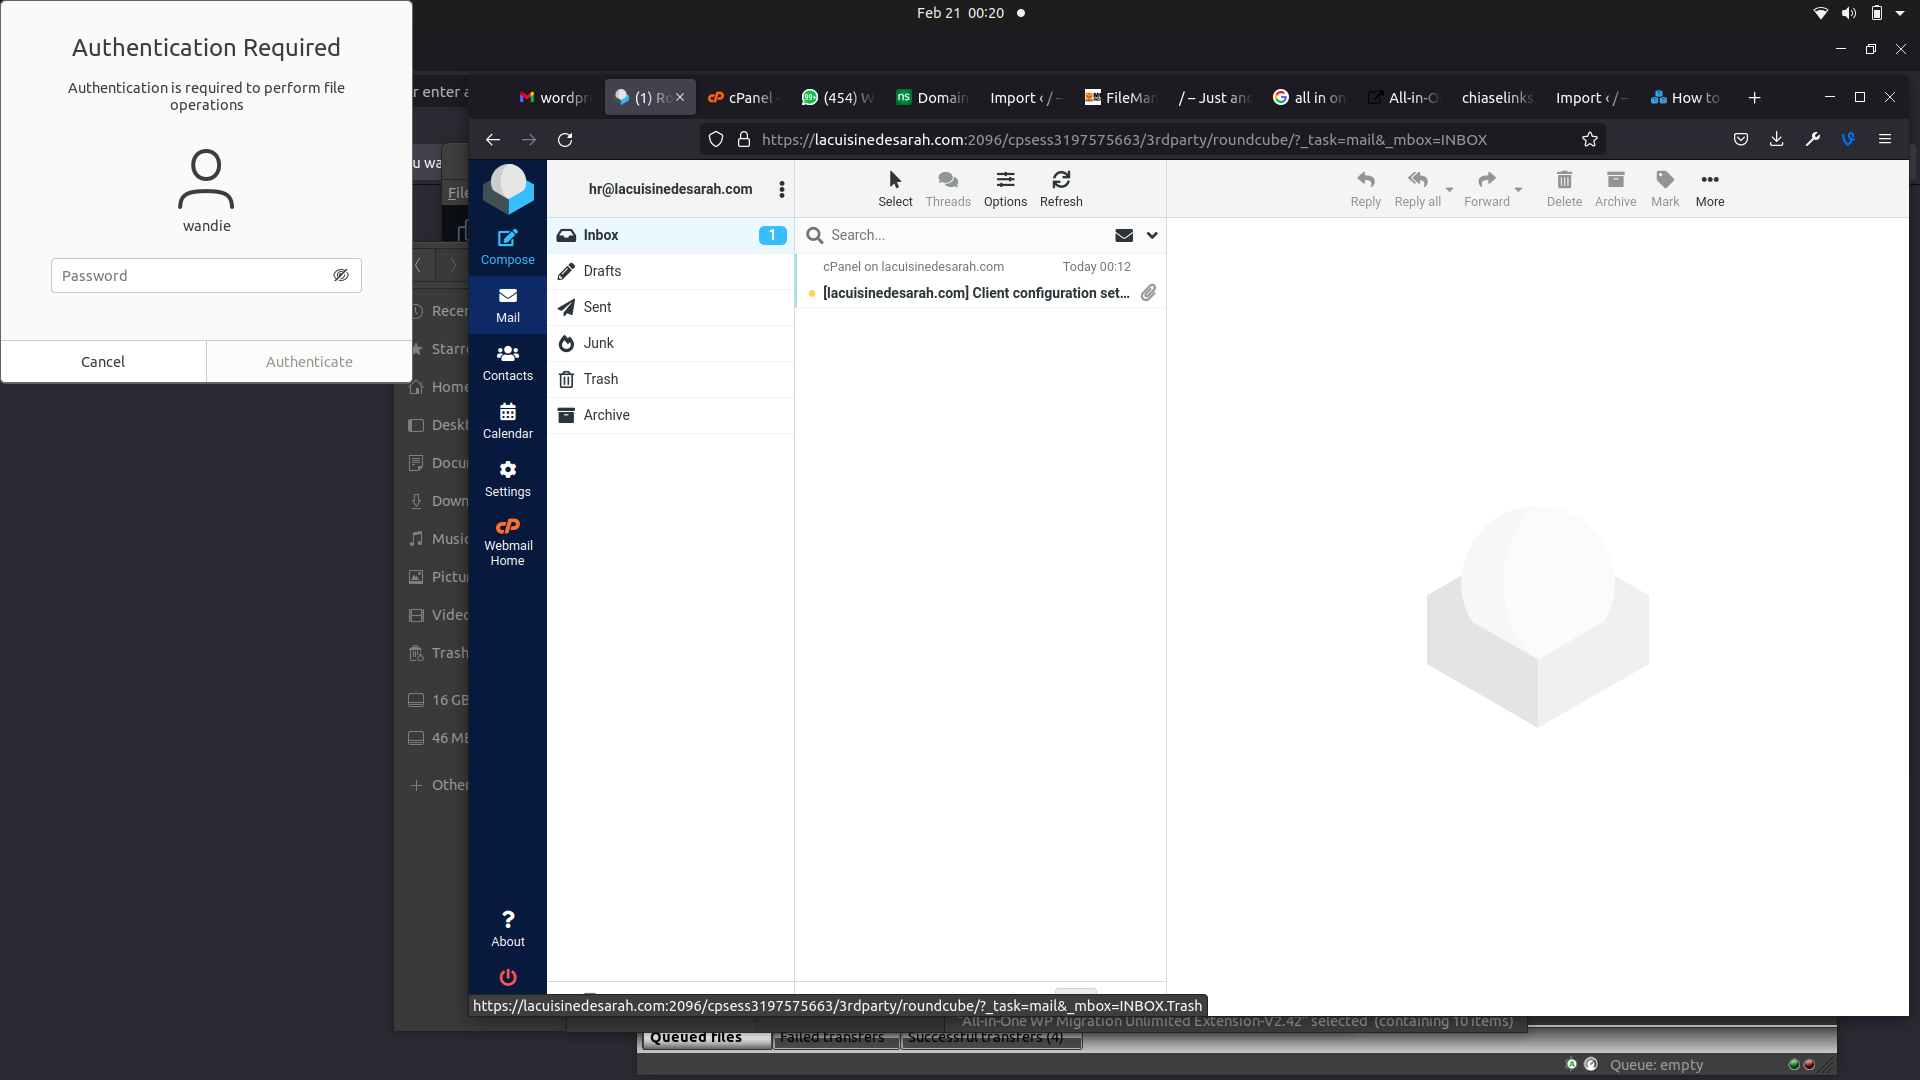 Feb 21 00:20
Authentication Required
Authentication is required to perform file
operations
wandie
Password
Cancel
Authenticate
r enter a
u wa
File
Recen
Starre
Home
Deskt
Docu
Down
Music
Pictu
Video
Trash
16 GB
46 MB
Other
wordpre
(1) Ro
cPanel -
(454) W
ns
Domain
Import ‹ / –
FileMan
/ – Just ano
all in on
All-in-O
chiaselinks
Import ‹ / –
How to
https://lacuisinedesarah.com:2096/cpsess3197575663/3rdparty/roundcube/?_task=mail&_mbox=INBOX
Compose
Mail
Contacts
Calendar
Settings
cP
Webmail
Home
About
hr@lacuisinedesarah.com
Inbox
1
Drafts
Sent
Junk
Trash
Archive
Select
Threads
Options
Refresh
Search...
cPanel on lacuisinedesarah.com
Today 00:12
[lacuisinedesarah.com] Client configuration set...
Reply
Reply all
Forward
Delete
Archive
Mark
More
https://lacuisinedesarah.com:2096/cpsess3197575663/3rdparty/roundcube/?_task=mail&_mbox=INBOX.Trash
"All-in-One WP Migration Unlimited Extension-V2.42" selected (containing 10 items)
Queued files
Failed transfers
Successful transfers (4)
Queue: empty